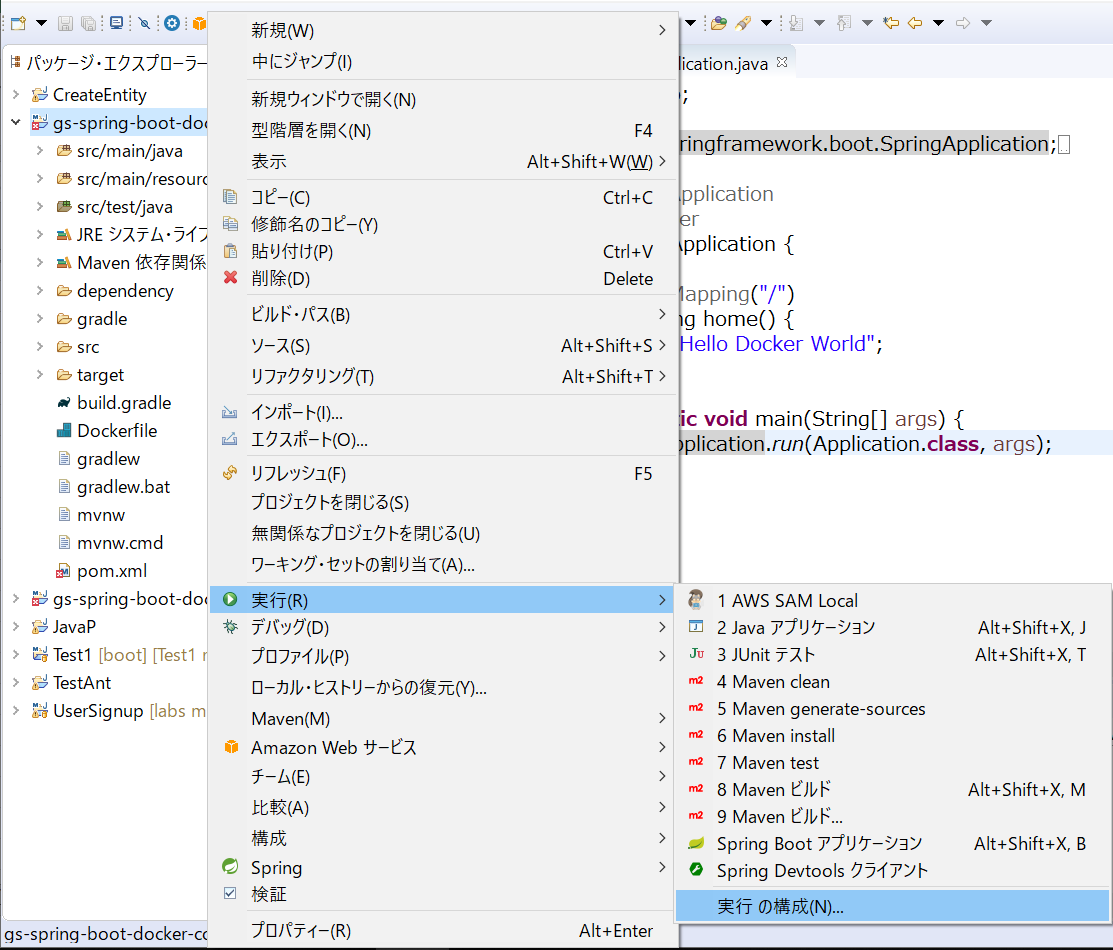 パッケージ・エクスプローラー
CreateEntity
gs-spring-boot-doc
src/main/java
src/main/resourc
src/test/java
JRE システム・ライブ
Maven 依存関係
dependency
gradle
src
target
build.gradle
Dockerfile
gradlew
gradlew.bat
mvnw
mvnw.cmd
pom.xml
gs-spring-boot-doc
JavaP
Test1 [boot] [Test1 r
TestAnt
UserSignup [labs m
gs-spring-boot-docker-co
新規(W)
中にジャンプ(I)
新規ウィンドウで開く(N)
型階層を開く(N) F4
表示 Alt+Shift+W(W)
コピー(C) Ctrl+C
修飾名のコピー(Y)
貼り付け(P) Ctrl+V
削除(D) Delete
ビルド・パス(B)
ソース(S) Alt+Shift+S
リファクタリング(T) Alt+Shift+T
インポート(I)...
エクスポート(O)...
リフレッシュ(F) F5
プロジェクトを閉じる(S)
無関係なプロジェクトを閉じる(U)
ワーキング・セットの割り当て(A)...
実行(R)
デバッグ(D)
プロファイル(P)
ローカル・ヒストリーからの復元(Y)...
Maven(M)
Amazon Web サービス
チーム(E)
比較(A)
構成
Spring
検証
プロパティー(R) Alt+Enter
lication.java
;
ringframework.boot.SpringApplication;
Application
er
Application {
Mapping("/")
ng home() {
"Hello Docker World";
ic void main(String[] args) {
pplication.run(Application.class, args);
1 AWS SAM Local
2 Java アプリケーション Alt+Shift+X, J
3 JUnit テスト Alt+Shift+X, T
4 Maven clean
5 Maven generate-sources
6 Maven install
7 Maven test
8 Maven ビルド Alt+Shift+X, M
9 Maven ビルド...
Spring Boot アプリケーション Alt+Shift+X, B
Spring Devtools クライアント
実行 の構成(N)...